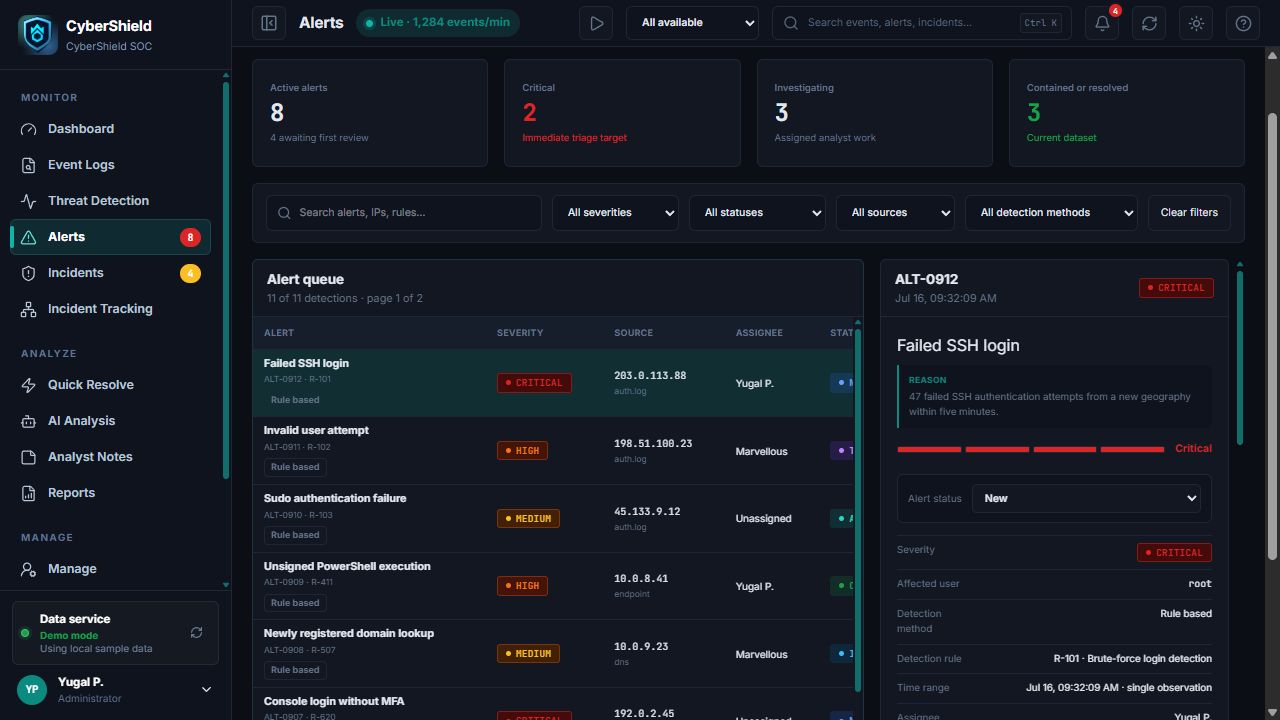 CyberShield
CyberShield SOC
MONITOR
Dashboard
Event Logs
Threat Detection
Alerts
8
Incidents
4
Incident Tracking
ANALYZE
Quick Resolve
AI Analysis
Analyst Notes
Reports
MANAGE
Manage
Data service
Demo mode
Using local sample data
YP
Yugal P.
Administrator
Alerts
Live · 1,284 events/min
All available
Search events, alerts, incidents...
Ctrl K
4
Active alerts
8
4 awaiting first review
Critical
2
Immediate triage target
Investigating
3
Assigned analyst work
Contained or resolved
3
Current dataset
Search alerts, IPs, rules...
All severities
All statuses
All sources
All detection methods
Clear filters
Alert queue
11 of 11 detections · page 1 of 2
ALERT SEVERITY SOURCE ASSIGNEE STAT
Failed SSH login
ALT-0912 · R-101
Rule based
CRITICAL
203.0.113.88
auth.log
Yugal P.
Invalid user attempt
ALT-0911 · R-102
Rule based
HIGH
198.51.100.23
auth.log
Marvellous
Sudo authentication failure
ALT-0910 · R-103
Rule based
MEDIUM
45.133.9.12
auth.log
Unassigned
Unsigned PowerShell execution
ALT-0909 · R-411
Rule based
HIGH
10.0.8.41
endpoint
Yugal P.
Newly registered domain lookup
ALT-0908 · R-507
Rule based
MEDIUM
10.0.9.23
dns
Marvellous
Console login without MFA
ALT-0907 · R-620
CRITICAL
192.0.2.45
Unassigned
ALT-0912
Jul 16, 09:32:09 AM
CRITICAL
Failed SSH login
REASON
47 failed SSH authentication attempts from a new geography
within five minutes.
Critical
Alert status
New
Severity
CRITICAL
Affected user
root
Detection
method
Rule based
Detection rule
R-101 · Brute-force login detection
Time range
Jul 16, 09:32:09 AM · single observation
Assignee
Yugal P.